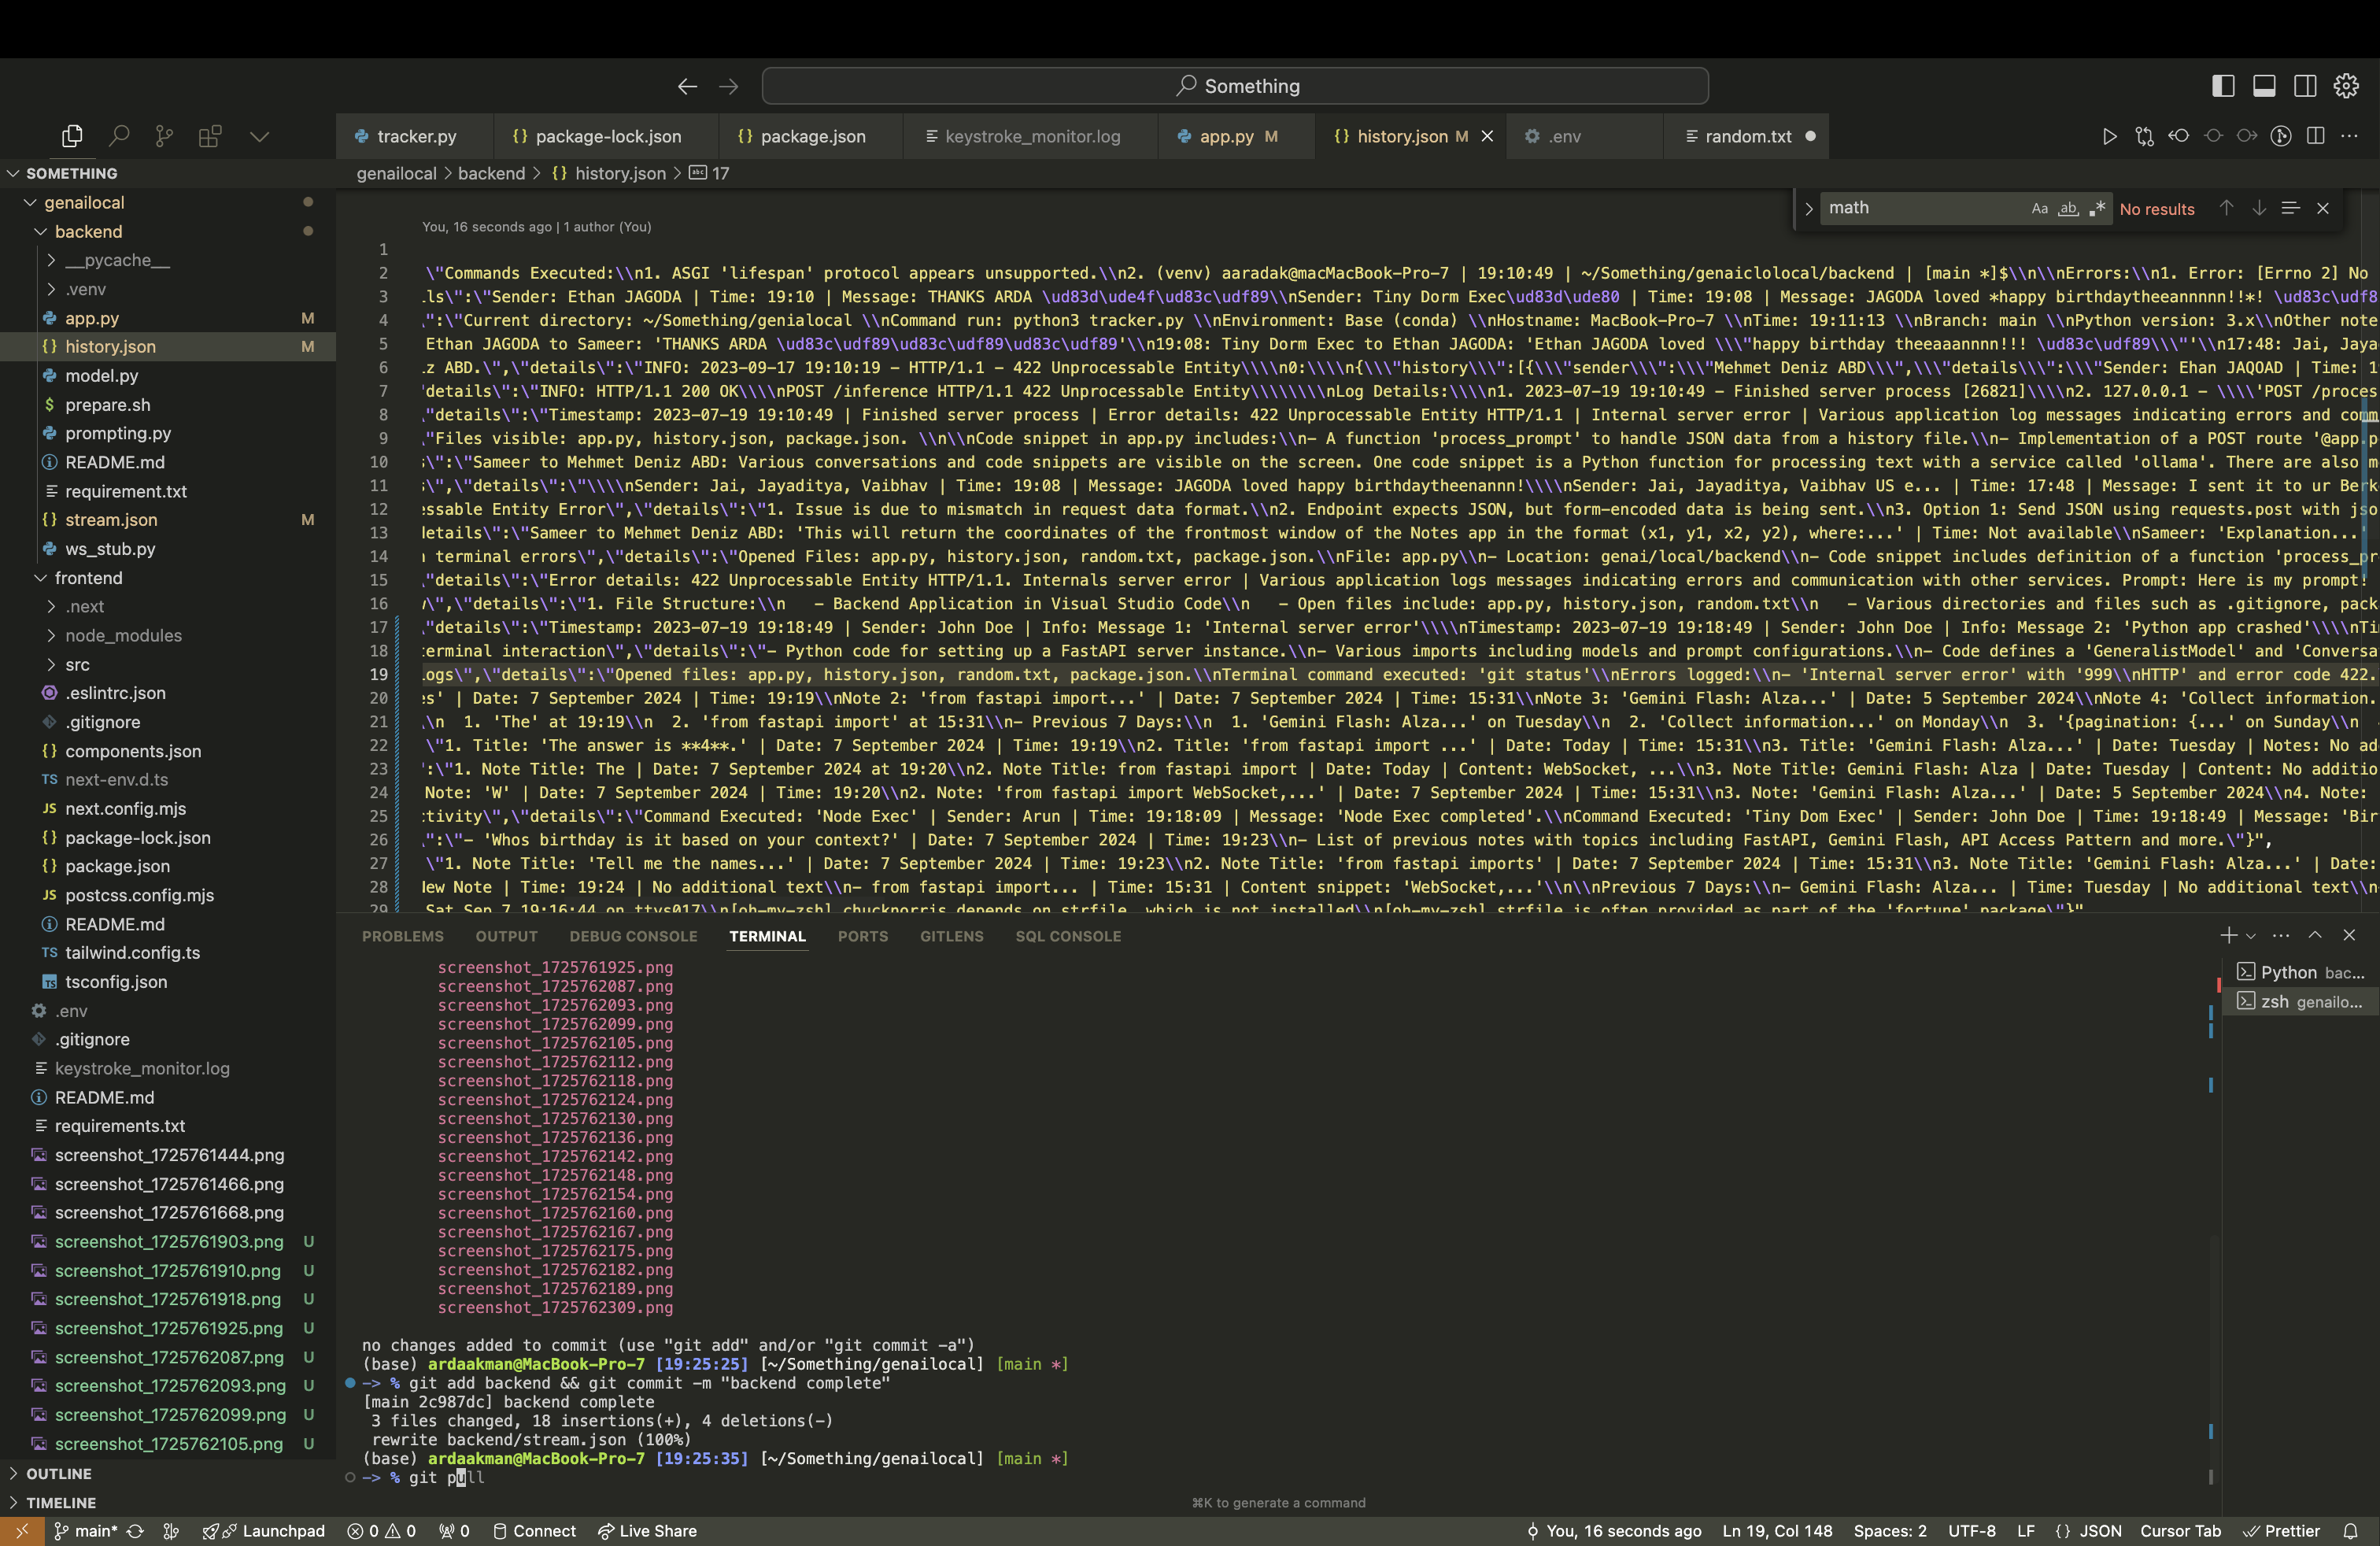 Something
tracker.py
package-lock.json
package.json
keystroke_monitor.log
app.py M
history.json M
.env
random.txt
SOMETHING
genailocal > backend > {} history.json > 17
math
Aa ab .* No results
genailocal
backend
__pycache__
.venv
app.py M
history.json M
model.py
prepare.sh
prompting.py
README.md
requirement.txt
stream.json M
ws_stub.py
frontend
.next
node_modules
src
.eslintrc.json
.gitignore
components.json
next-env.d.ts
next.config.mjs
package-lock.json
package.json
postcss.config.mjs
README.md
tailwind.config.ts
tsconfig.json
.env
.gitignore
keystroke_monitor.log
README.md
requirements.txt
screenshot_1725761444.png
screenshot_1725761466.png
screenshot_1725761668.png
screenshot_1725761903.png U
screenshot_1725761910.png U
screenshot_1725761918.png U
screenshot_1725761925.png U
screenshot_1725762087.png U
screenshot_1725762093.png U
screenshot_1725762099.png U
screenshot_1725762105.png U
OUTLINE
TIMELINE
You, 16 seconds ago | 1 author (You)
1
2 \"Commands Executed:\\n1. ASGI 'lifespan' protocol appears unsupported.\\n2. (venv) aaradak@macMacBook-Pro-7 | 19:10:49 | ~/Something/genaiclolocal/backend | [main *]$\\n\\nErrors:\\n1. Error: [Errno 2] No
3 ls\":\"Sender: Ethan JAGODA | Time: 19:10 | Message: THANKS ARDA \ud83d\ude4f\ud83c\udf89\\nSender: Tiny Dorm Exec\ud83d\ude80 | Time: 19:08 | Message: JAGODA loved *happy birthdaytheeannnnn!!*! \ud83c\udf8
4 \":\"Current directory: ~/Something/genialocal \\nCommand run: python3 tracker.py \\nEnvironment: Base (conda) \\nHostname: MacBook-Pro-7 \\nTime: 19:11:13 \\nBranch: main \\nPython version: 3.x\\nOther note
5 Ethan JAGODA to Sameer: 'THANKS ARDA \ud83c\udf89\ud83c\udf89\ud83c\udf89'\\n19:08: Tiny Dorm Exec to Ethan JAGODA: 'Ethan JAGODA loved \\\"happy birthday theeaaannnn!!! \ud83c\udf89\\\"'\\n17:48: Jai, Jaya
6 z ABD.\",\"details\":\"INFO: 2023-09-17 19:10:19 - HTTP/1.1 - 422 Unprocessable Entity\\\\n0:\\\\n{\\\"history\\\":[{\\\"sender\\\":\\\"Mehmet Deniz ABD\\\",\\\"details\\\":\\\"Sender: Ehan JAQOAD | Time: 1
7 details\":\"INFO: HTTP/1.1 200 OK\\\\nPOST /inference HTTP/1.1 422 Unprocessable Entity\\\\\\\\nLog Details:\\\\n1. 2023-07-19 19:10:49 - Finished server process [26821]\\\\n2. 127.0.0.1 - \\\\'POST /proces
8 \"details\":\"Timestamp: 2023-07-19 19:10:49 | Finished server process | Error details: 422 Unprocessable Entity HTTP/1.1 | Internal server error | Various application log messages indicating errors and comm
9 \"Files visible: app.py, history.json, package.json. \\n\\nCode snippet in app.py includes:\\n- A function 'process_prompt' to handle JSON data from a history file.\\n- Implementation of a POST route '@app.p
10 \":\"Sameer to Mehmet Deniz ABD: Various conversations and code snippets are visible on the screen. One code snippet is a Python function for processing text with a service called 'ollama'. There are also m
11 \",\"details\":\"\\\\nSender: Jai, Jayaditya, Vaibhav | Time: 19:08 | Message: JAGODA loved happy birthdaytheenannn!\\\\nSender: Jai, Jayaditya, Vaibhav US e... | Time: 17:48 | Message: I sent it to ur Berk
12 essable Entity Error\",\"details\":\"1. Issue is due to mismatch in request data format.\\n2. Endpoint expects JSON, but form-encoded data is being sent.\\n3. Option 1: Send JSON using requests.post with jso
13 details\":\"Sameer to Mehmet Deniz ABD: 'This will return the coordinates of the frontmost window of the Notes app in the format (x1, y1, x2, y2), where:...' | Time: Not available\\nSameer: 'Explanation...'
14 terminal errors\",\"details\":\"Opened Files: app.py, history.json, random.txt, package.json.\\nFile: app.py\\n- Location: genai/local/backend\\n- Code snippet includes definition of a function 'process_pr
15 \"details\":\"Error details: 422 Unprocessable Entity HTTP/1.1. Internals server error | Various application logs messages indicating errors and communication with other services. Prompt: Here is my prompt!
16 \",\"details\":\"1. File Structure:\\n   - Backend Application in Visual Studio Code\\n   - Open files include: app.py, history.json, random.txt\\n   - Various directories and files such as .gitignore, pack
17 \"details\":\"Timestamp: 2023-07-19 19:18:49 | Sender: John Doe | Info: Message 1: 'Internal server error'\\\\nTimestamp: 2023-07-19 19:18:49 | Sender: John Doe | Info: Message 2: 'Python app crashed'\\\\nTi
18 terminal interaction\",\"details\":\"- Python code for setting up a FastAPI server instance.\\n- Various imports including models and prompt configurations.\\n- Code defines a 'GeneralistModel' and 'Conversa
19 ogs\",\"details\":\"Opened files: app.py, history.json, random.txt, package.json.\\nTerminal command executed: 'git status'\\nErrors logged:\\n- 'Internal server error' with '999\\nHTTP' and error code 422.
20 es' | Date: 7 September 2024 | Time: 19:19\\nNote 2: 'from fastapi import...' | Date: 7 September 2024 | Time: 15:31\\nNote 3: 'Gemini Flash: Alza...' | Date: 5 September 2024\\nNote 4: 'Collect information.
21 \\n  1. 'The' at 19:19\\n  2. 'from fastapi import' at 15:31\\n- Previous 7 Days:\\n  1. 'Gemini Flash: Alza...' on Tuesday\\n  2. 'Collect information...' on Monday\\n  3. '{pagination: {...' on Sunday\\n
22 \"1. Title: 'The answer is **4**.' | Date: 7 September 2024 | Time: 19:19\\n2. Title: 'from fastapi import ...' | Date: Today | Time: 15:31\\n3. Title: 'Gemini Flash: Alza...' | Date: Tuesday | Notes: No ad
23 ':\"1. Note Title: The | Date: 7 September 2024 at 19:20\\n2. Note Title: from fastapi import | Date: Today | Content: WebSocket, ...\\n3. Note Title: Gemini Flash: Alza | Date: Tuesday | Content: No additio
24 Note: 'W' | Date: 7 September 2024 | Time: 19:20\\n2. Note: 'from fastapi import WebSocket,...' | Date: 7 September 2024 | Time: 15:31\\n3. Note: 'Gemini Flash: Alza...' | Date: 5 September 2024\\n4. Note:
25 tivity\",\"details\":\"Command Executed: 'Node Exec' | Sender: Arun | Time: 19:18:09 | Message: 'Node Exec completed'.\\nCommand Executed: 'Tiny Dom Exec' | Sender: John Doe | Time: 19:18:49 | Message: 'Bir
26 \":\"- 'Whos birthday is it based on your context?' | Date: 7 September 2024 | Time: 19:23\\n- List of previous notes with topics including FastAPI, Gemini Flash, API Access Pattern and more.\"}",
27 \"1. Note Title: 'Tell me the names...' | Date: 7 September 2024 | Time: 19:23\\n2. Note Title: 'from fastapi imports' | Date: 7 September 2024 | Time: 15:31\\n3. Note Title: 'Gemini Flash: Alza...' | Date:
28 New Note | Time: 19:24 | No additional text\\n- from fastapi import... | Time: 15:31 | Content snippet: 'WebSocket,...'\\n\\nPrevious 7 Days:\\n- Gemini Flash: Alza... | Time: Tuesday | No additional text\\n
29 Sat Sep 7 19:16:44 on ttys017\\n[oh-my-zsh] chucknorris depends on strfile, which is not installed\\n[oh-my-zsh] strfile is often provided as part of the 'fortune' package\"}"
PROBLEMS OUTPUT DEBUG CONSOLE TERMINAL PORTS GITLENS SQL CONSOLE
Python bac...
zsh genailo...
screenshot_1725761925.png
screenshot_1725762087.png
screenshot_1725762093.png
screenshot_1725762099.png
screenshot_1725762105.png
screenshot_1725762112.png
screenshot_1725762118.png
screenshot_1725762124.png
screenshot_1725762130.png
screenshot_1725762136.png
screenshot_1725762142.png
screenshot_1725762148.png
screenshot_1725762154.png
screenshot_1725762160.png
screenshot_1725762167.png
screenshot_1725762175.png
screenshot_1725762182.png
screenshot_1725762189.png
screenshot_1725762309.png
no changes added to commit (use "git add" and/or "git commit -a")
(base) ardaakman@MacBook-Pro-7 [19:25:25] [~/Something/genailocal] [main *]
-> % git add backend && git commit -m "backend complete"
[main 2c987dc] backend complete
3 files changed, 18 insertions(+), 4 deletions(-)
rewrite backend/stream.json (100%)
(base) ardaakman@MacBook-Pro-7 [19:25:35] [~/Something/genailocal] [main *]
-> % git pull
⌘K to generate a command
main* Launchpad 0 0 0 Connect Live Share You, 16 seconds ago Ln 19, Col 148 Spaces: 2 UTF-8 LF {} JSON Cursor Tab Prettier